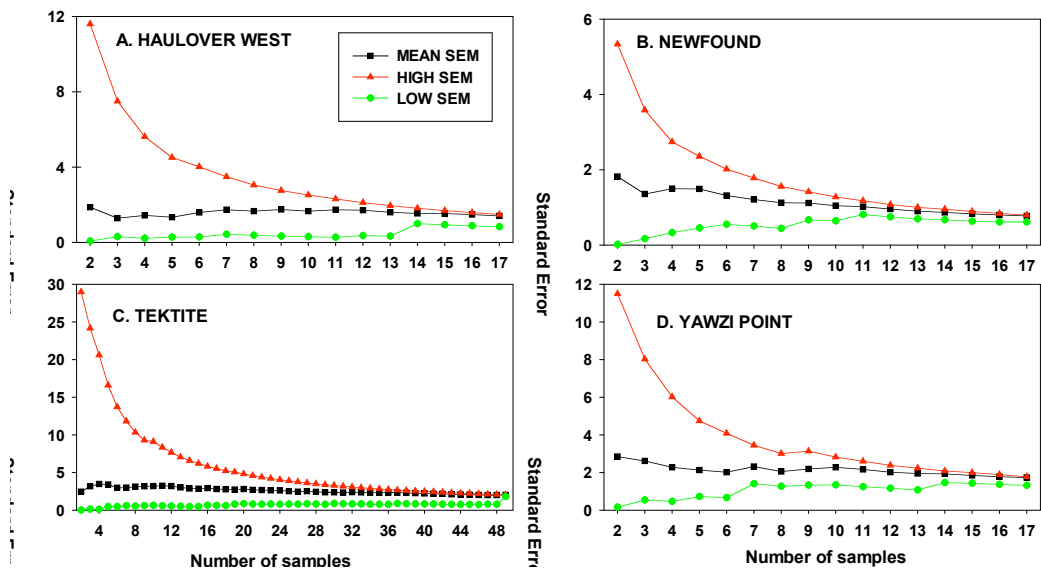 A. HAULOVER WEST
MEAN SEM
HIGH SEM
LOW SEM
12
8
4
0
2 3 4 5 6 7 8 9 10 11 12 13 14 15 16 17
B. NEWFOUND
6
4
2
0
2 3 4 5 6 7 8 9 10 11 12 13 14 15 16 17
Standard Error
C. TEKTITE
30
25
20
15
10
5
0
4 8 12 16 20 24 28 32 36 40 44 48
Number of samples
D. YAWZI POINT
12
10
8
6
4
2
0
2 3 4 5 6 7 8 9 10 11 12 13 14 15 16 17
Standard
Number of samples